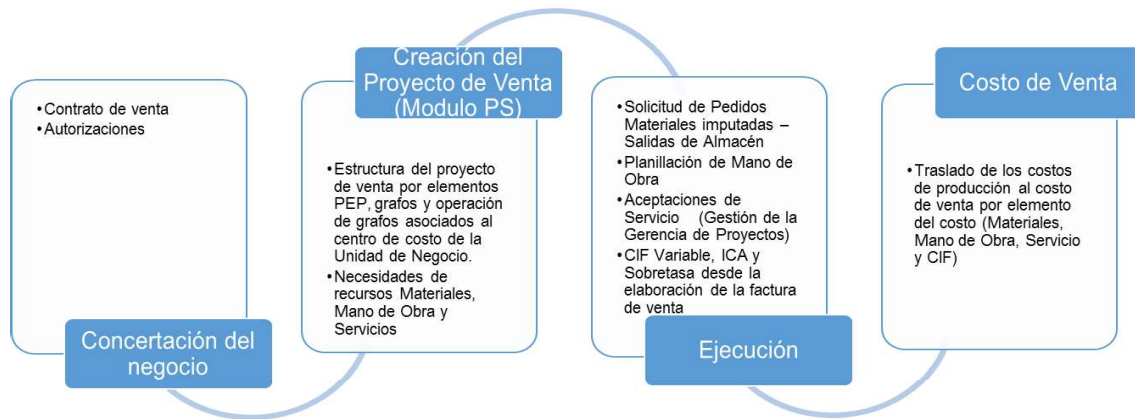 • Contrato de venta
• Autorizaciones
Concertación del
negocio
Creación del
Proyecto de Venta
(Modulo PS)
• Estructura del proyecto
de venta por elementos
PEP, grafos y operación
de grafos asociados al
centro de costo de la
Unidad de Negocio.
• Necesidades de
recursos Materiales,
Mano de Obra y
Servicios
• Solicitud de Pedidos
Materiales imputadas –
Salidas de Almacén
• Planillación de Mano de
Obra
• Aceptaciones de
Servicio (Gestión de la
Gerencia de Proyectos)
• CIF Variable, ICA y
Sobretasa desde la
elaboración de la factura
de venta
Ejecución
Costo de Venta
• Traslado de los costos
de producción al costo
de venta por elemento
del costo (Materiales,
Mano de Obra, Servicio
y CIF)